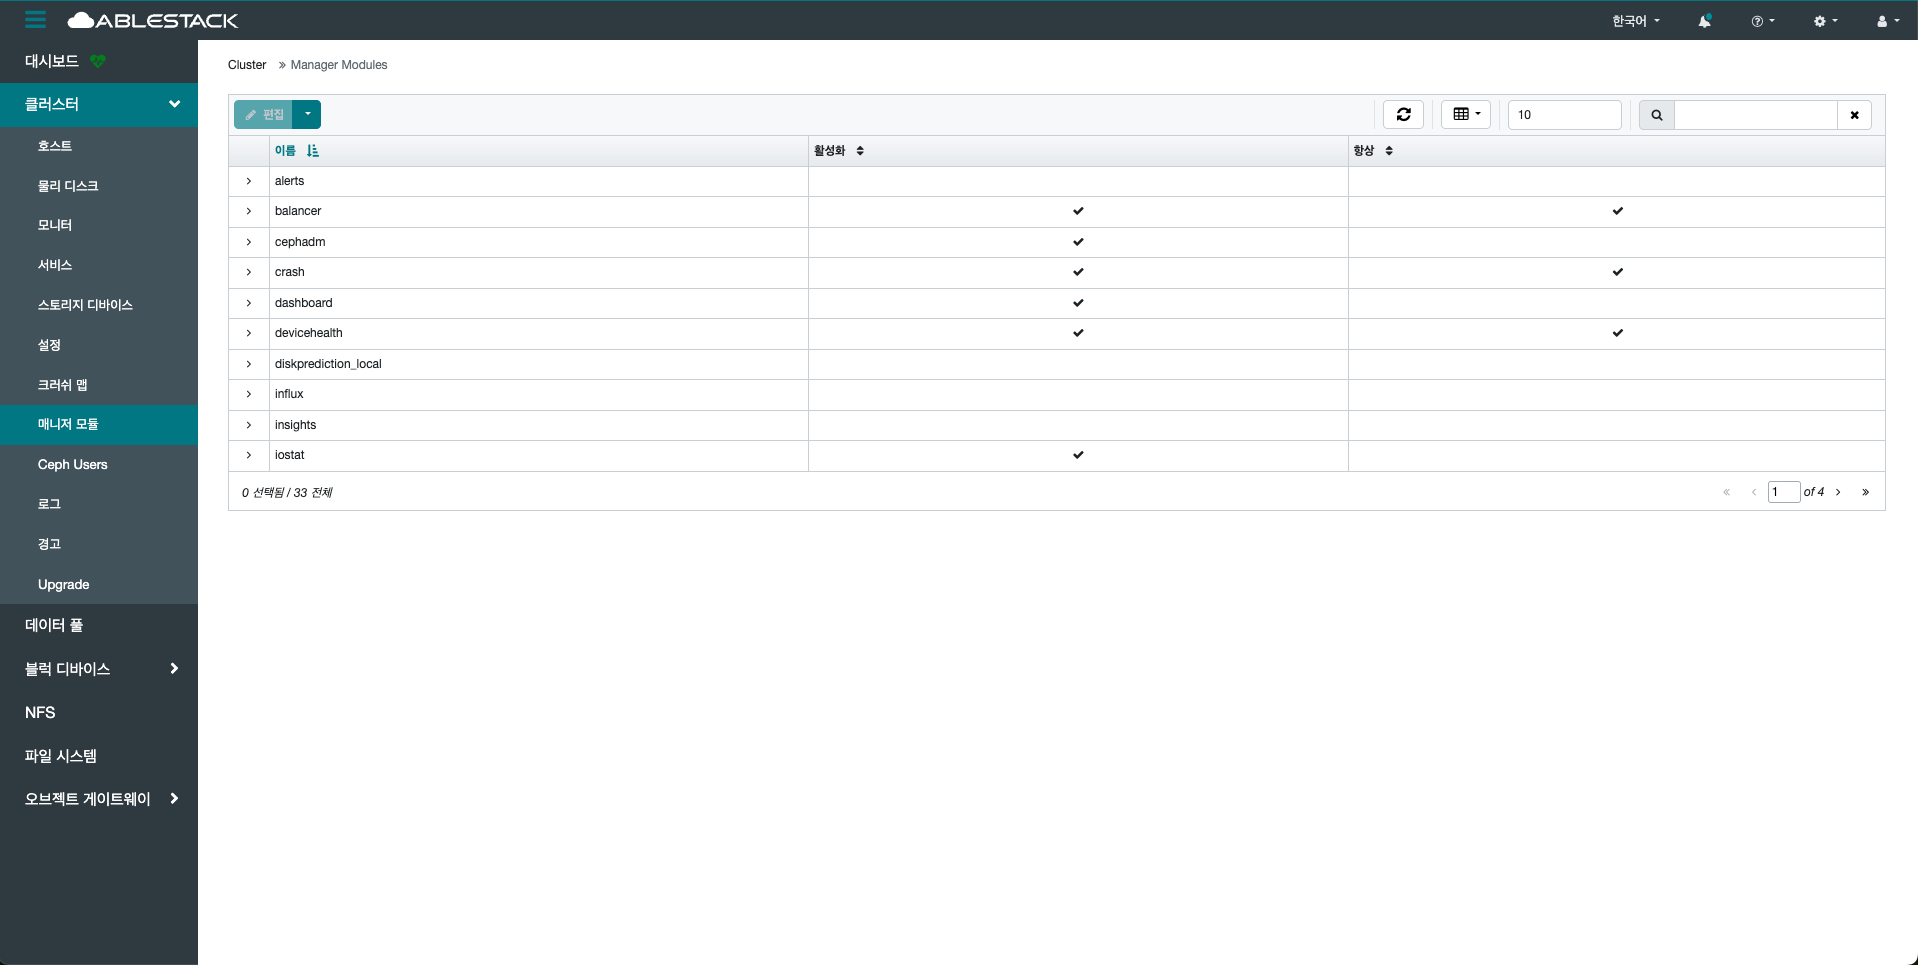 ABLESTACK
한국어
대시보드
클러스터
호스트
물리 디스크
모니터
서비스
스토리지 디바이스
설정
크러쉬 맵
매니저 모듈
Ceph Users
로그
경고
Upgrade
데이터 풀
블럭 디바이스
NFS
파일 시스템
오브젝트 게이트웨이
Cluster » Manager Modules
편집
10
이름 활성화 항상
alerts
balancer
cephadm
crash
dashboard
devicehealth
diskprediction_local
influx
insights
iostat
0 선택됨 / 33 전체
1 of 4